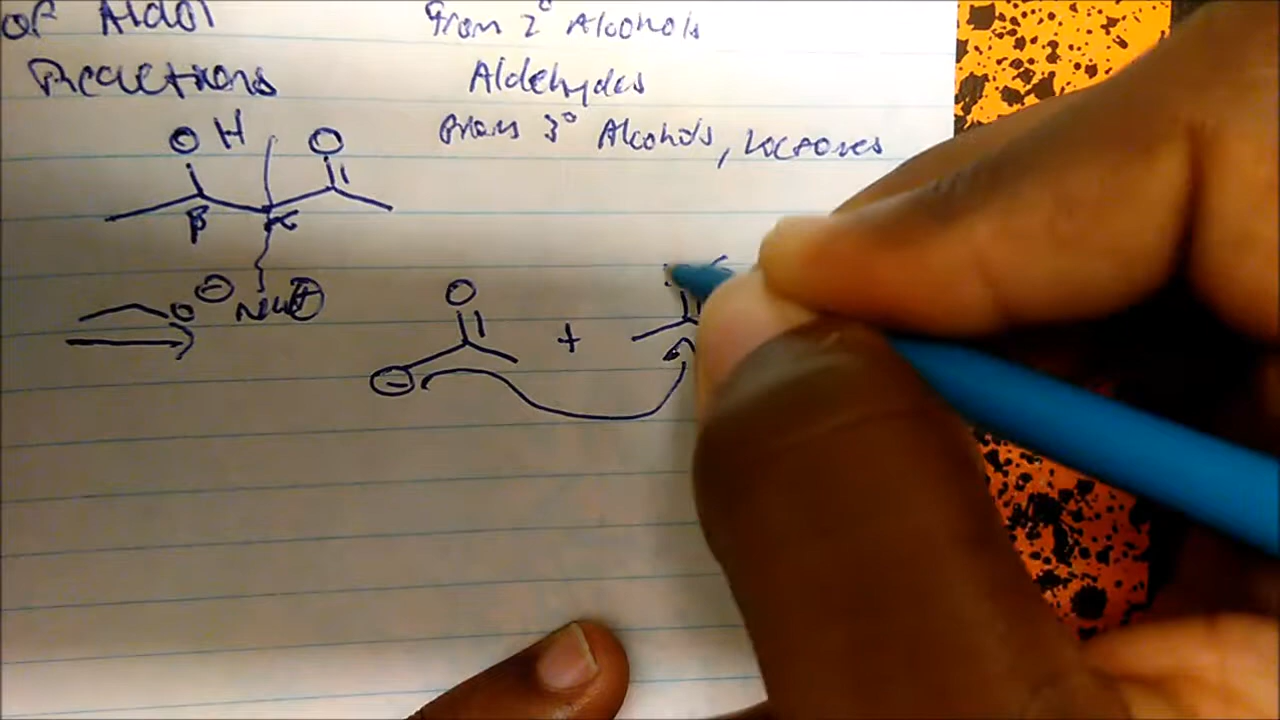 of Aldol
Reactions
From 2° Alcohols
Aldehydes
From 3° Alcohols, Ketones
OH O
β α
O⊖ Nu⊕
O
⊖ +